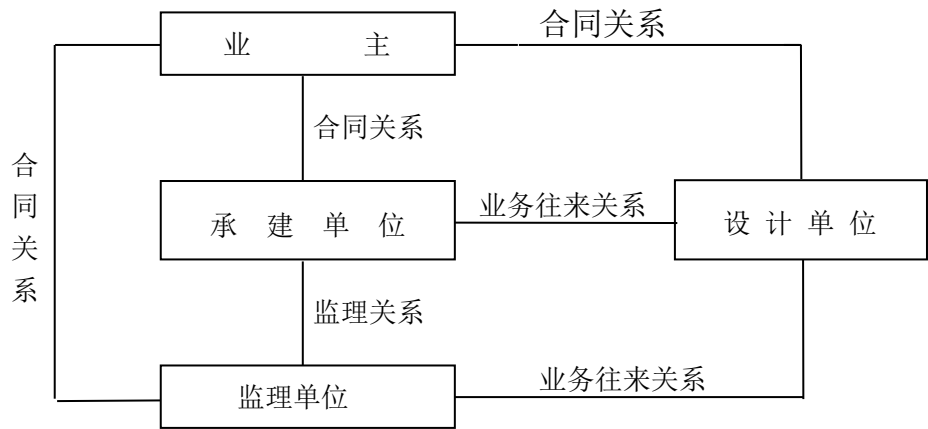 业 主
合同关系
合同关系
合同关系
承 建 单 位
业务往来关系
设 计 单 位
监理关系
监理单位
业务往来关系